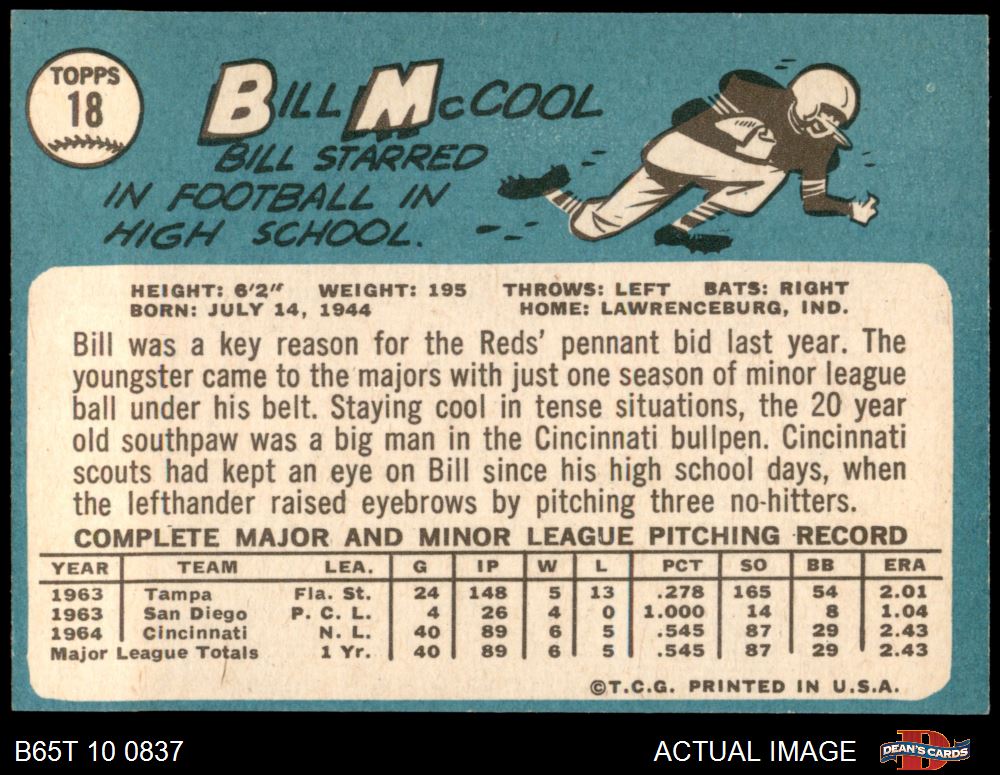 TOPPS
18
BILL McCOOL
BILL STARRED
IN FOOTBALL IN
HIGH SCHOOL.
HEIGHT: 6'2" WEIGHT: 195 THROWS: LEFT BATS: RIGHT
BORN: JULY 14, 1944 HOME: LAWRENCEBURG, IND.
Bill was a key reason for the Reds' pennant bid last year. The
youngster came to the majors with just one season of minor league
ball under his belt. Staying cool in tense situations, the 20 year
old southpaw was a big man in the Cincinnati bullpen. Cincinnati
scouts had kept an eye on Bill since his high school days, when
the lefthander raised eyebrows by pitching three no-hitters.
COMPLETE MAJOR AND MINOR LEAGUE PITCHING RECORD
YEAR TEAM LEA. G IP W L PCT SO BB ERA
1963 Tampa Fla. St. 24 148 5 13 .278 165 54 2.01
1963 San Diego P. C. L. 4 26 4 0 1.000 14 8 1.04
1964 Cincinnati N. L. 40 89 6 5 .545 87 29 2.43
Major League Totals 1 Yr. 40 89 6 5 .545 87 29 2.43
©T.C.G. PRINTED IN U.S.A.
B65T 10 0837 ACTUAL IMAGE DEAN'S CARDS